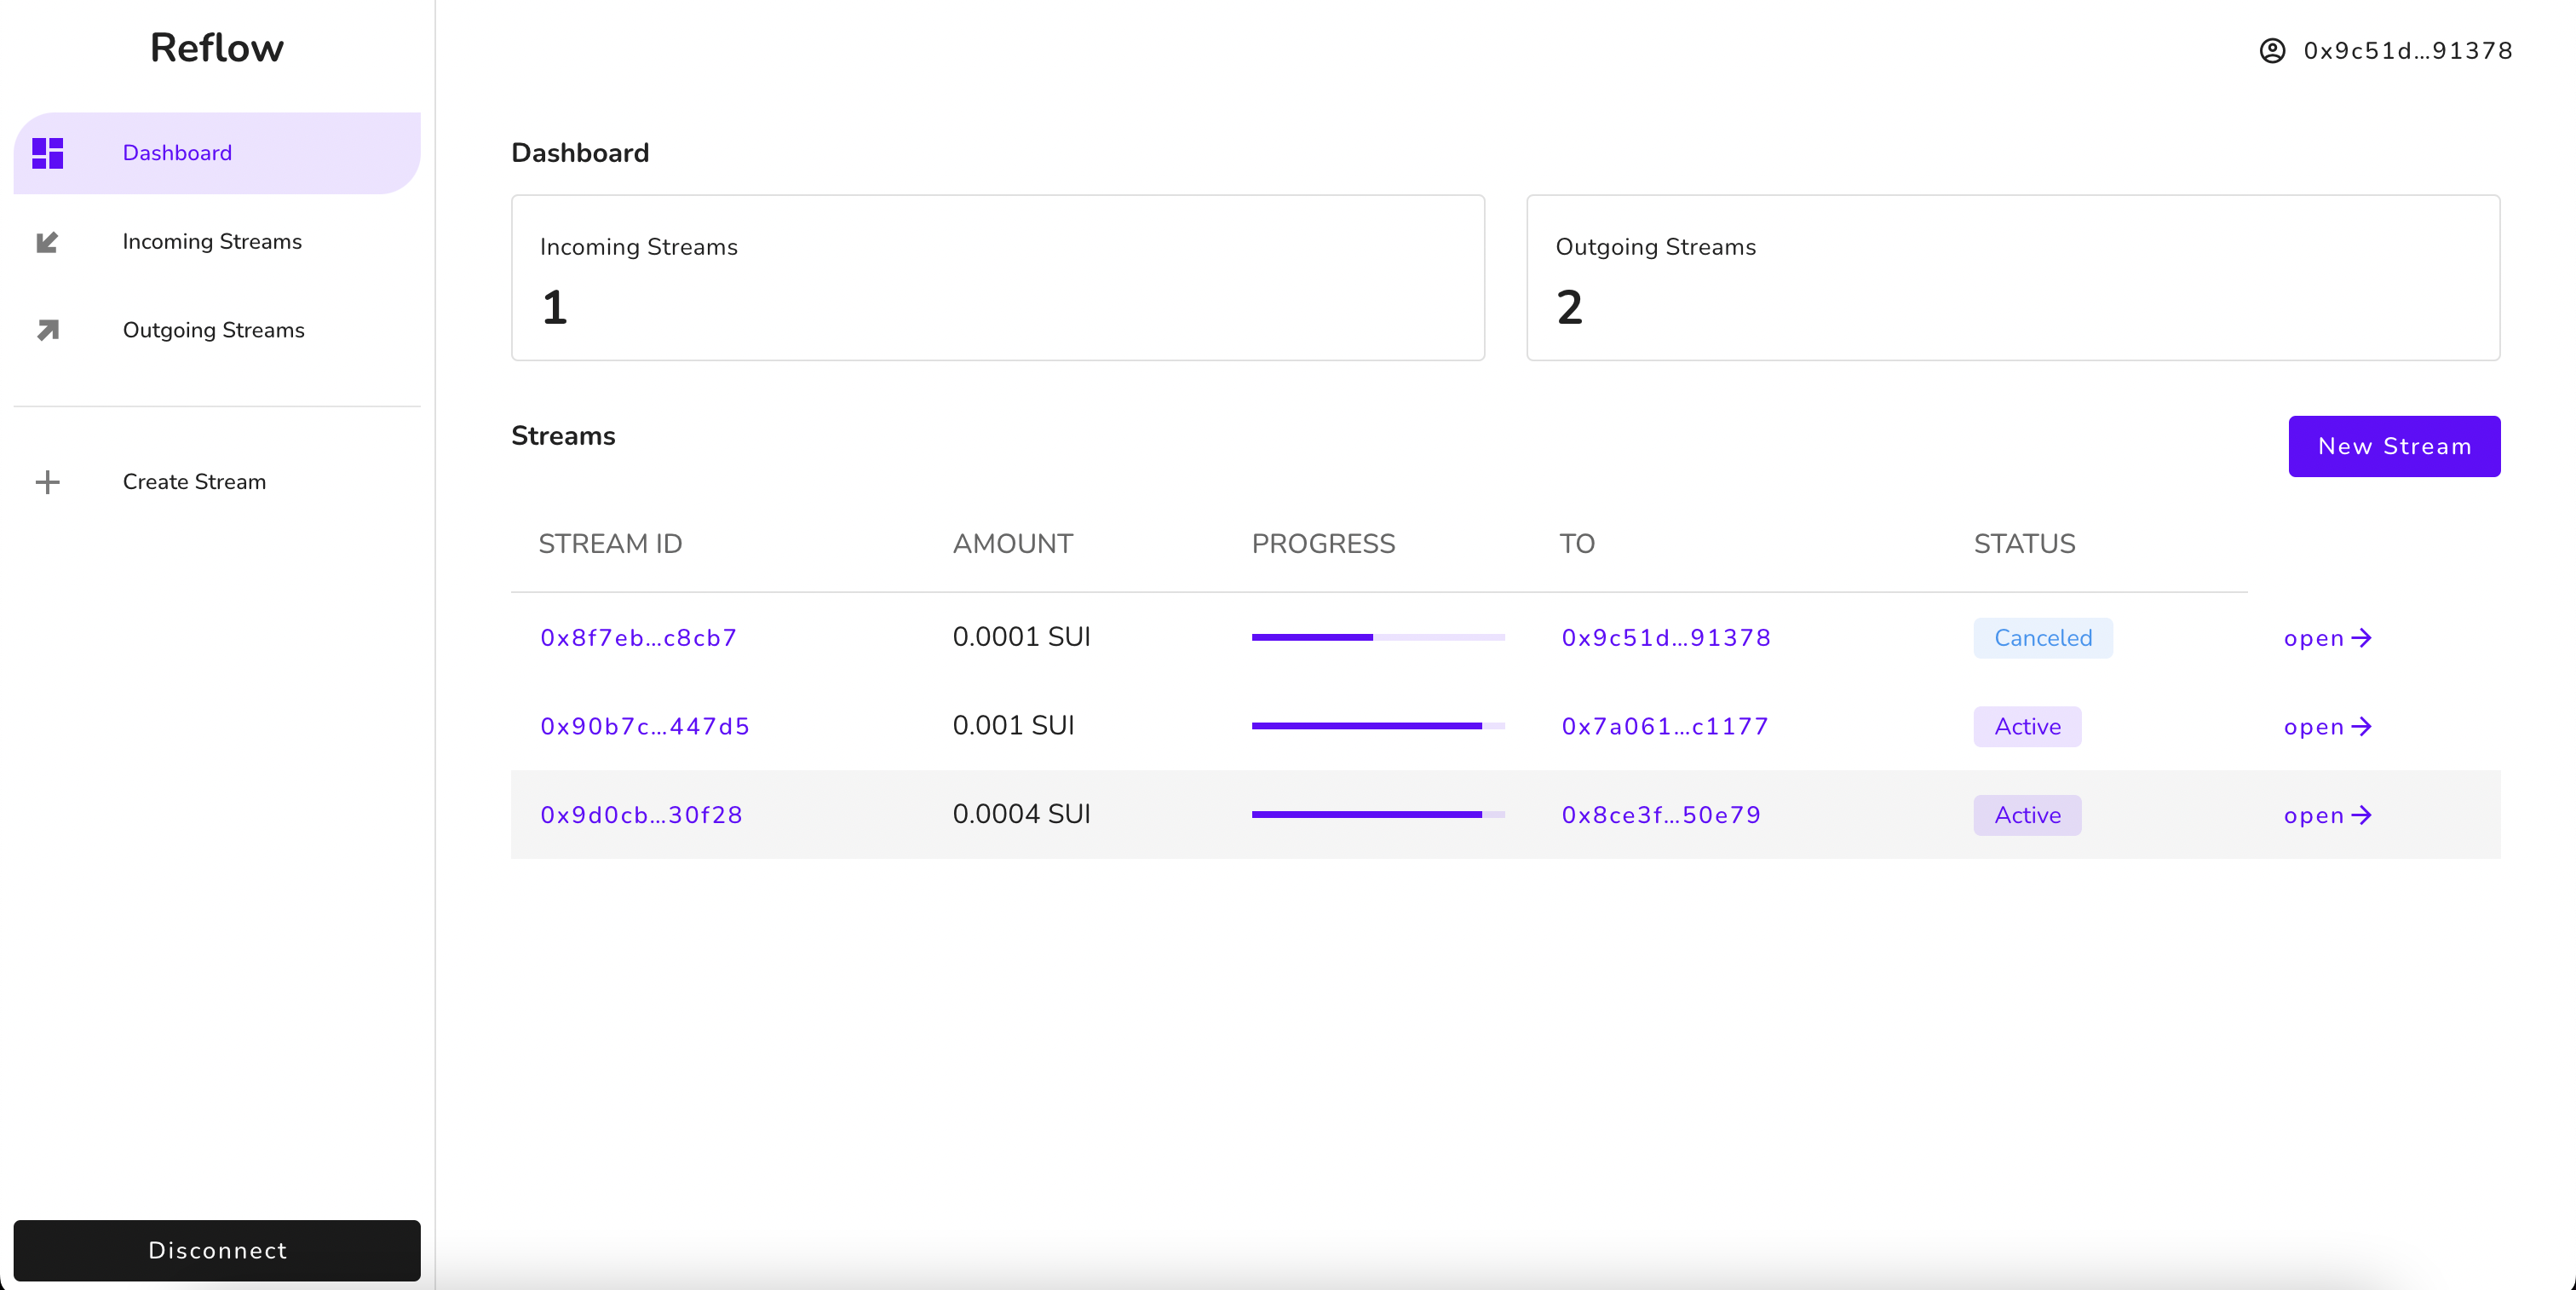 Reflow
0x9c51d...91378
Dashboard
Incoming Streams
Outgoing Streams
Create Stream
Disconnect
Dashboard
Incoming Streams
1
Outgoing Streams
2
Streams
New Stream
STREAM ID AMOUNT PROGRESS TO STATUS
0x8f7eb...c8cb7 0.0001 SUI 0x9c51d...91378 Canceled open
0x90b7c...447d5 0.001 SUI 0x7a061...c1177 Active open
0x9d0cb...30f28 0.0004 SUI 0x8ce3f...50e79 Active open